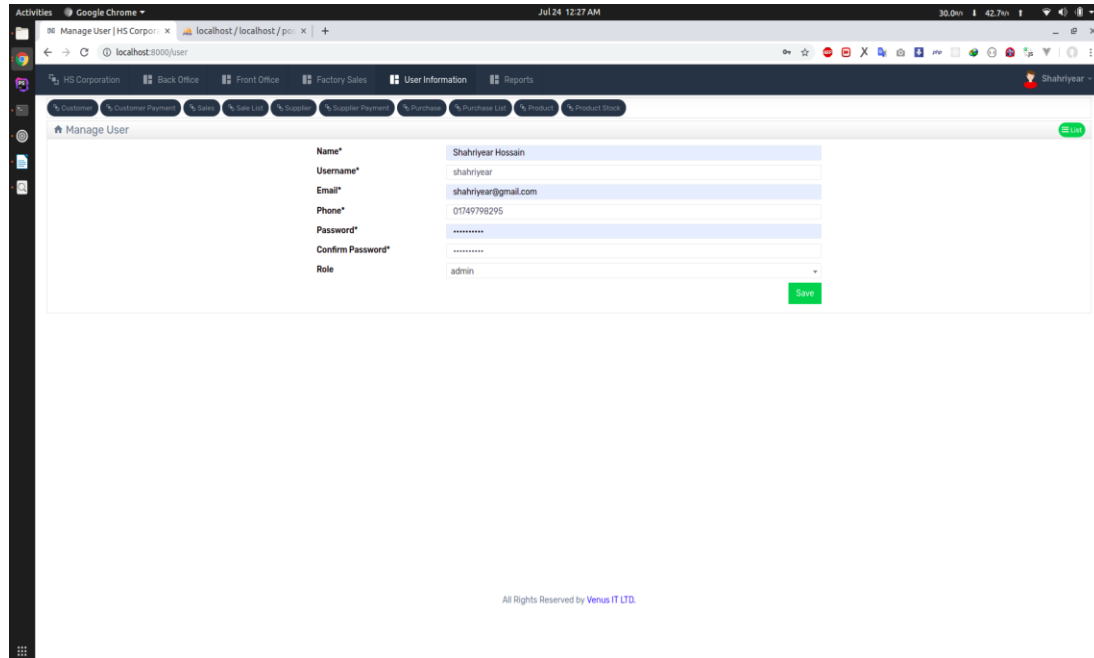 Activities Google Chrome Jul 24 12:27 AM
Manage User | HS Corpora localhost / localhost / pos
localhost:8000/user
HS Corporation Back Office Front Office Factory Sales User Information Reports Shahriyear
Customer Customer Payment Sales Sale List Supplier Supplier Payment Purchase Purchase List Product Product Stock
Manage User List
Name* Shahriyear Hossain
Username* shahriyear
Email* shahriyear@gmail.com
Phone* 01749798295
Password* ••••••••••
Confirm Password* ••••••••••
Role admin
Save
All Rights Reserved by Venus IT LTD.